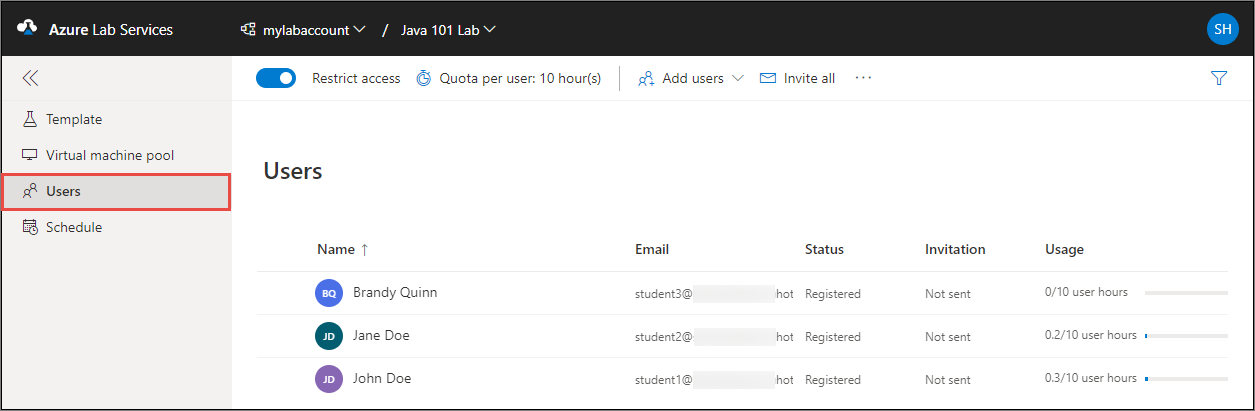 Azure Lab Services mylabaccount / Java 101 Lab SH
Restrict access Quota per user: 10 hour(s) Add users Invite all ...
Template
Virtual machine pool
Users
Schedule
Users
Name ↑ Email Status Invitation Usage
BQ Brandy Quinn student3@ hot Registered Not sent 0/10 user hours
JD Jane Doe student2@ hot Registered Not sent 0.2/10 user hours
JD John Doe student1@ hot Registered Not sent 0.3/10 user hours